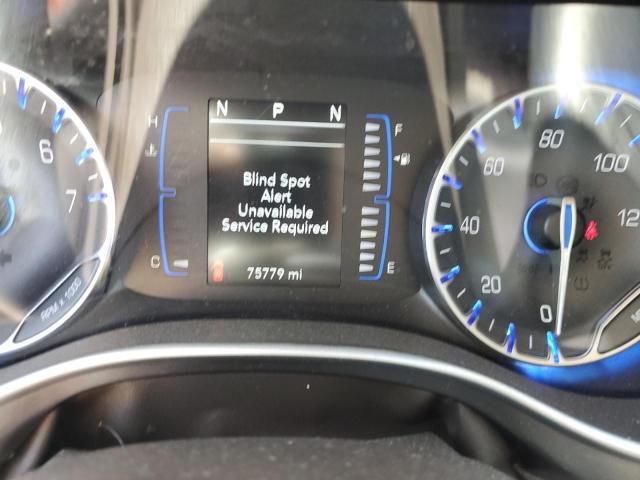 N P N
H
F
6
7
Blind Spot
Alert
Unavailable
Service Required
C
E
75779 mi
RPM x 1000
0
20
40
60
80
100